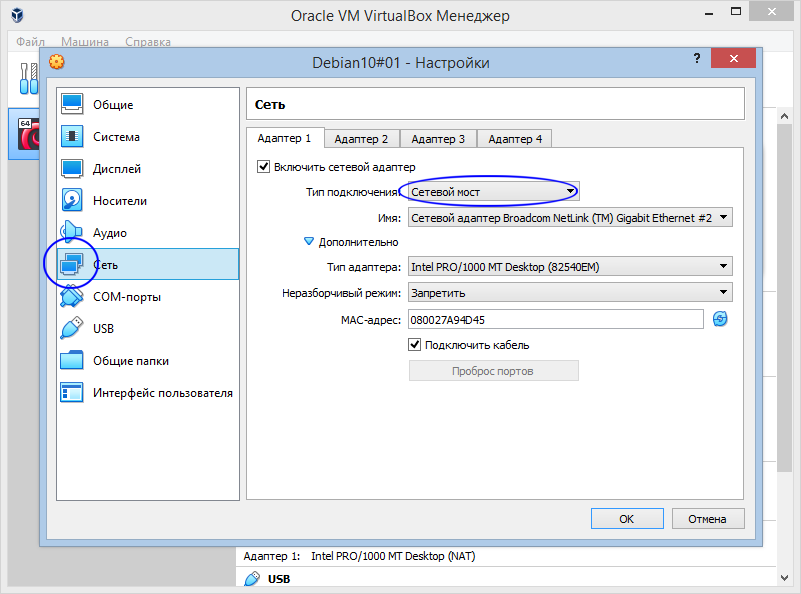 Oracle VM VirtualBox Менеджер
Файл Машина Справка
64
Debian10#01 - Настройки
?
Общие
Система
Дисплей
Носители
Аудио
Сеть
COM-порты
USB
Общие папки
Интерфейс пользователя
Сеть
Адаптер 1 Адаптер 2 Адаптер 3 Адаптер 4
Включить сетевой адаптер
Тип подключения: Сетевой мост
Имя: Сетевой адаптер Broadcom NetLink (TM) Gigabit Ethernet #2
Дополнительно
Тип адаптера: Intel PRO/1000 MT Desktop (82540EM)
Неразборчивый режим: Запретить
MAC-адрес: 080027A94D45
Подключить кабель
Проброс портов
OK Отмена
Адаптер 1: Intel PRO/1000 MT Desktop (NAT)
USB